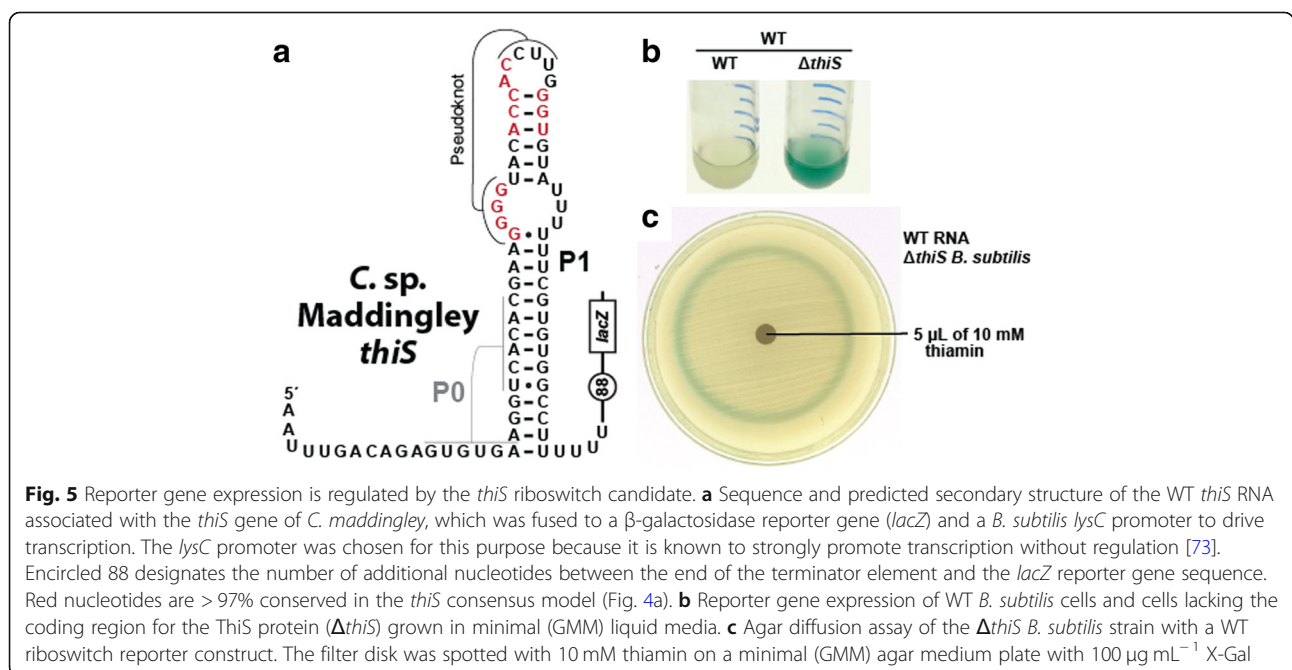 a
b
c
WT
WT
ΔthiS
Pseudoknot
C C U U
C A C C A C A U
G G G U G U A
G G G G
U U U
A A G C A C A C U G G A
U U U C G U G U G G C C U
P1
P0
C. sp.
Maddingley
thiS
lacZ
88
5´
A
A
U U U G A C A G A G U G U G A - U U U U U
WT RNA
ΔthiS B. subtilis
5 µL of 10 mM
thiamin
Fig. 5 Reporter gene expression is regulated by the thiS riboswitch candidate. a Sequence and predicted secondary structure of the WT thiS RNA
associated with the thiS gene of C. maddingley, which was fused to a β-galactosidase reporter gene (lacZ) and a B. subtilis lysC promoter to drive
transcription. The lysC promoter was chosen for this purpose because it is known to strongly promote transcription without regulation [73].
Encircled 88 designates the number of additional nucleotides between the end of the terminator element and the lacZ reporter gene sequence.
Red nucleotides are > 97% conserved in the thiS consensus model (Fig. 4a). b Reporter gene expression of WT B. subtilis cells and cells lacking the
coding region for the ThiS protein (ΔthiS) grown in minimal (GMM) liquid media. c Agar diffusion assay of the ΔthiS B. subtilis strain with a WT
riboswitch reporter construct. The filter disk was spotted with 10 mM thiamin on a minimal (GMM) agar medium plate with 100 µg mL−1 X-Gal